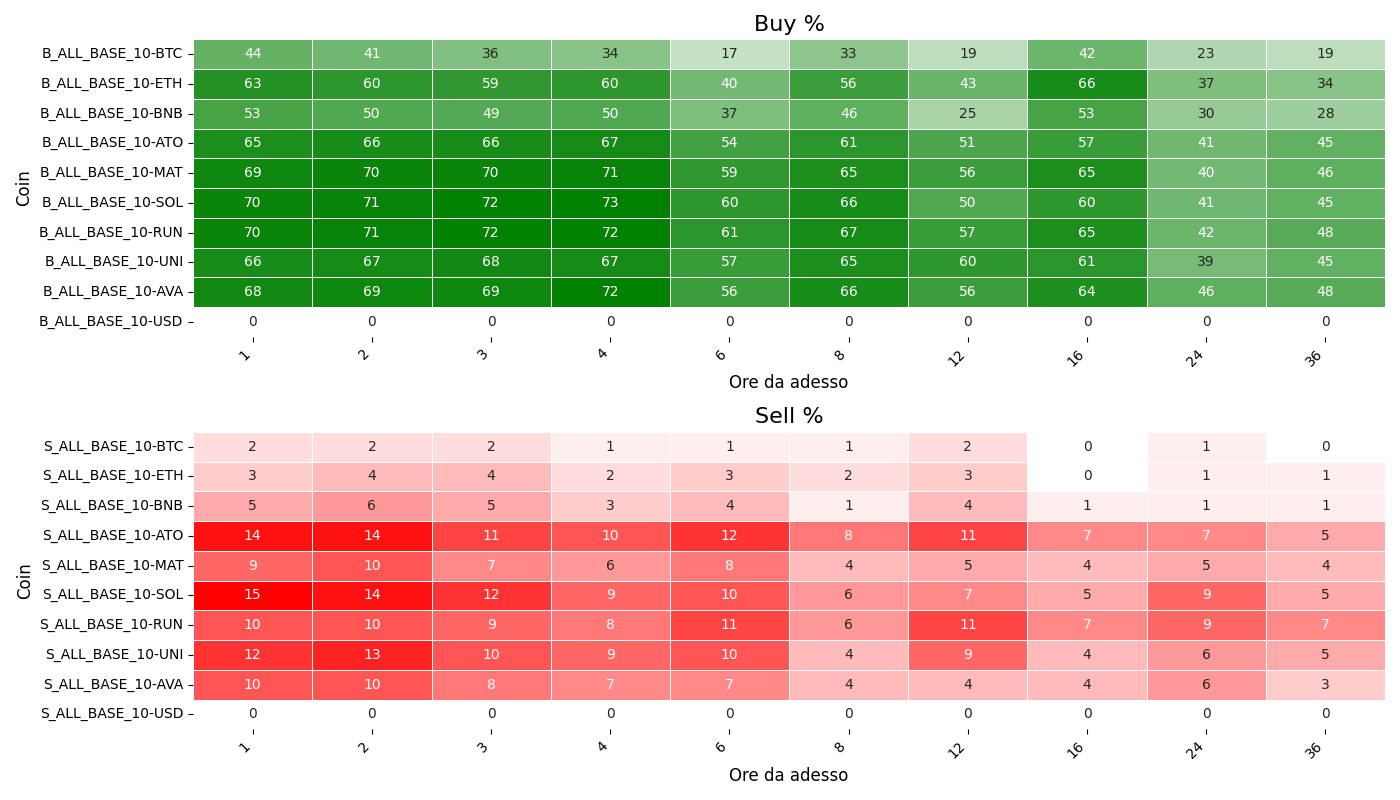 Buy %
Coin
B_ALL_BASE_10-BTC 44 41 36 34 17 33 19 42 23 19
B_ALL_BASE_10-ETH 63 60 59 60 40 56 43 66 37 34
B_ALL_BASE_10-BNB 53 50 49 50 37 46 25 53 30 28
B_ALL_BASE_10-ATO 65 66 66 67 54 61 51 57 41 45
B_ALL_BASE_10-MAT 69 70 70 71 59 65 56 65 40 46
B_ALL_BASE_10-SOL 70 71 72 73 60 66 50 60 41 45
B_ALL_BASE_10-RUN 70 71 72 72 61 67 57 65 42 48
B_ALL_BASE_10-UNI 66 67 68 67 57 65 60 61 39 45
B_ALL_BASE_10-AVA 68 69 69 72 56 66 56 64 46 48
B_ALL_BASE_10-USD 0 0 0 0 0 0 0 0 0 0
1 2 3 4 6 8 12 16 24 36
Ore da adesso
Sell %
Coin
S_ALL_BASE_10-BTC 2 2 2 1 1 1 2 0 1 0
S_ALL_BASE_10-ETH 3 4 4 2 3 2 3 0 1 1
S_ALL_BASE_10-BNB 5 6 5 3 4 1 4 1 1 1
S_ALL_BASE_10-ATO 14 14 11 10 12 8 11 7 7 5
S_ALL_BASE_10-MAT 9 10 7 6 8 4 5 4 5 4
S_ALL_BASE_10-SOL 15 14 12 9 10 6 7 5 9 5
S_ALL_BASE_10-RUN 10 10 9 8 11 6 11 7 9 7
S_ALL_BASE_10-UNI 12 13 10 9 10 4 9 4 6 5
S_ALL_BASE_10-AVA 10 10 8 7 7 4 4 4 6 3
S_ALL_BASE_10-USD 0 0 0 0 0 0 0 0 0 0
1 2 3 4 6 8 12 16 24 36
Ore da adesso